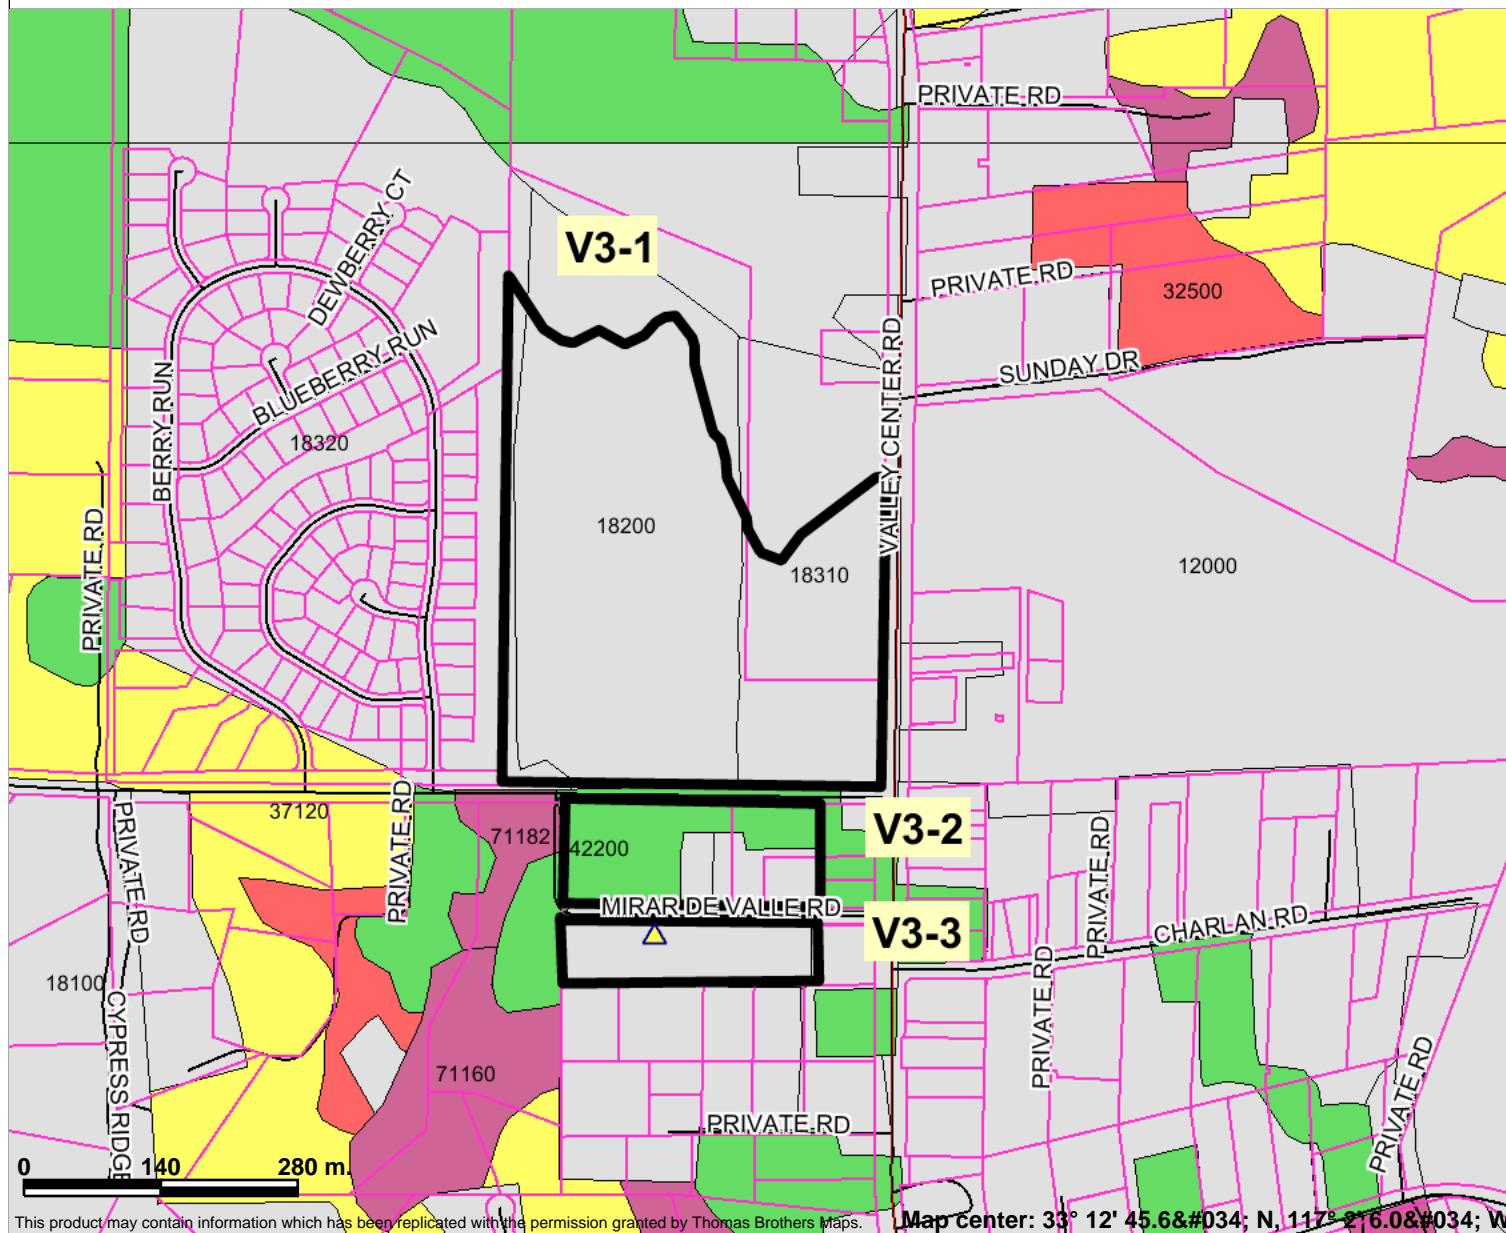 PRIVATE RD
DEWBERRY CT
V3-1
PRIVATE RD
32500
SUNDAY DR
BLUEBERRY RUN
BERRY RUN
18320
VALLEY CENTER RD
18200
18310
12000
PRIVATE RD
37120
PRIVATE RD
71182
42200
V3-2
PRIVATE RD
PRIVATE RD
MIRAR DE VALLE RD
V3-3
CHARLAN RD
18100
CYPRESS RIDGE
PRIVATE RD
71160
PRIVATE RD
PRIVATE RD
0 140 280 m.
This product may contain information which has been replicated with the permission granted by Thomas Brothers Maps.
Map center: 33° 12' 45.6&#034; N, 117° 2' 6.0&#034; W